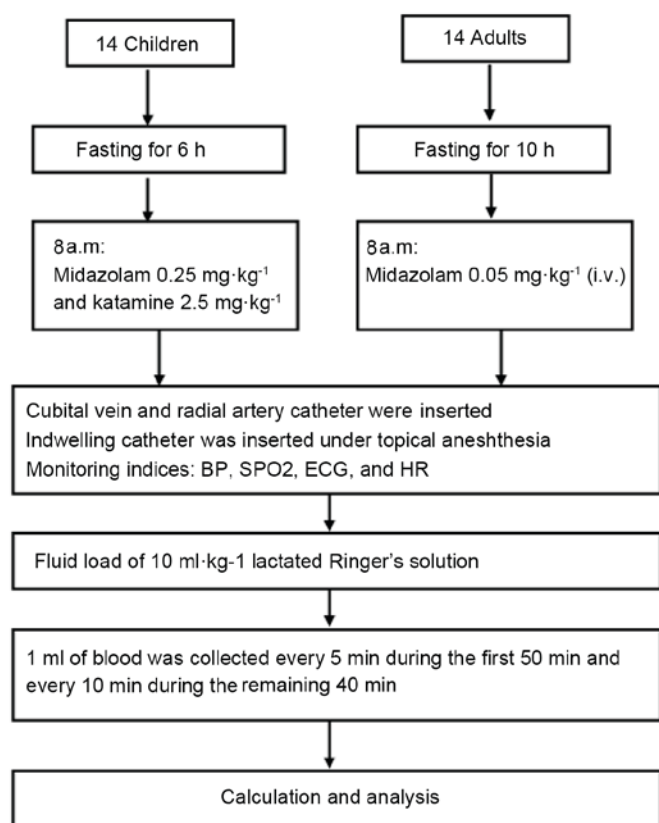 14 Children
14 Adults
Fasting for 6 h
Fasting for 10 h
8a.m:
Midazolam 0.25 mg·kg⁻¹
and katamine 2.5 mg·kg⁻¹
8a.m:
Midazolam 0.05 mg·kg⁻¹ (i.v.)
Cubital vein and radial artery catheter were inserted
Indwelling catheter was inserted under topical aneshthesia
Monitoring indices: BP, SPO2, ECG, and HR
Fluid load of 10 ml·kg-1 lactated Ringer's solution
1 ml of blood was collected every 5 min during the first 50 min and
every 10 min during the remaining 40 min
Calculation and analysis